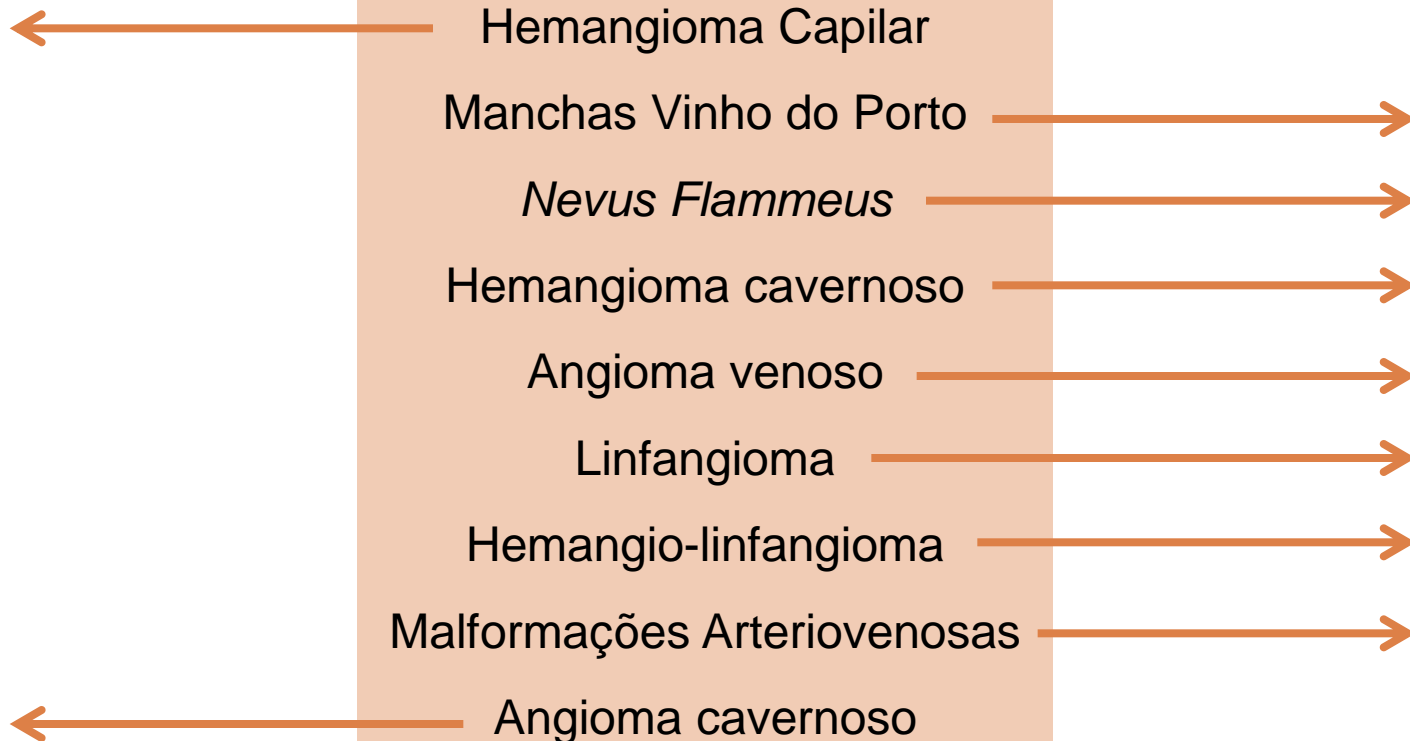 Hemangioma Capilar
Manchas Vinho do Porto
Nevus Flammeus
Hemangioma cavernoso
Angioma venoso
Linfangioma
Hemangio-linfangioma
Malformações Arteriovenosas
Angioma cavernoso